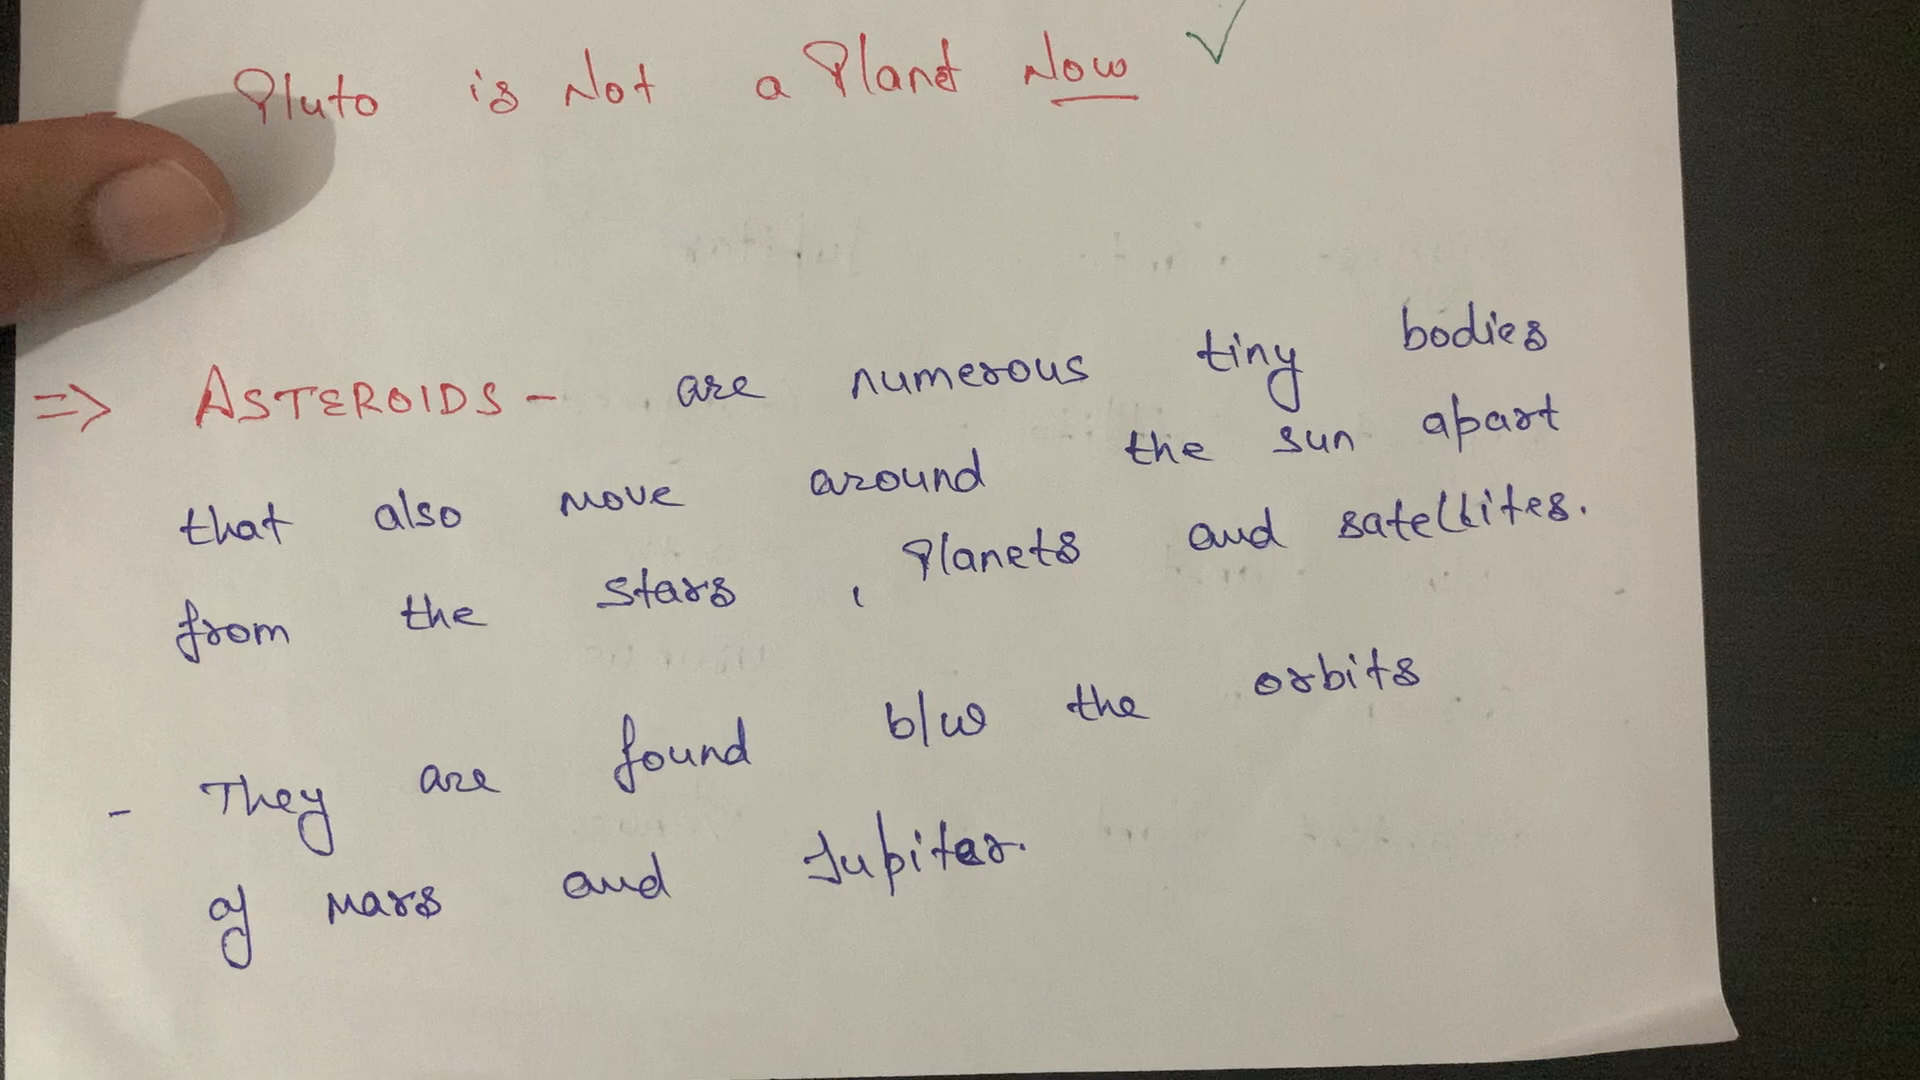 Pluto is Not a Planet Now ✓
=> ASTEROIDS - are numerous tiny bodies
that also move around the sun apart
from the stars, Planets and satellites.
- They are found b/w the orbits
of Mars and Jupiter.